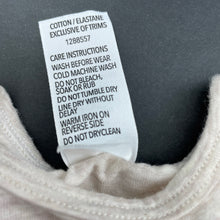 COTTON / ELASTANE
EXCLUSIVE OF TRIMS
1288557
CARE INSTRUCTIONS
WASH BEFORE WEAR
COLD MACHINE WASH
DO NOT BLEACH,
SOAK OR RUB
DO NOT TUMBLE DRY
LINE DRY WITHOUT
DELAY
WARM IRON ON
REVERSE SIDE
DO NOT DRYCLEAN